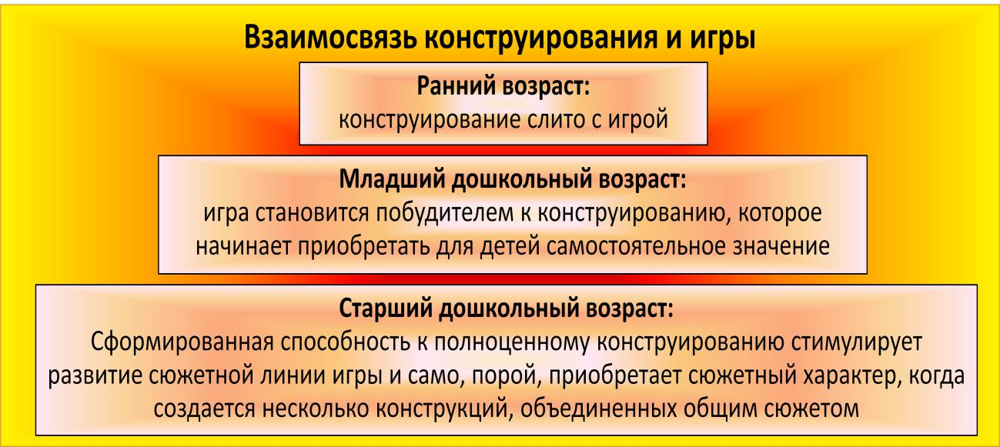 Взаимосвязь конструирования и игры
Ранний возраст:
конструирование слито с игрой
Младший дошкольный возраст:
игра становится побудителем к конструированию, которое
начинает приобретать для детей самостоятельное значение
Старший дошкольный возраст:
Сформированная способность к полноценному конструированию стимулирует
развитие сюжетной линии игры и само, порой, приобретает сюжетный характер, когда
создается несколько конструкций, объединенных общим сюжетом